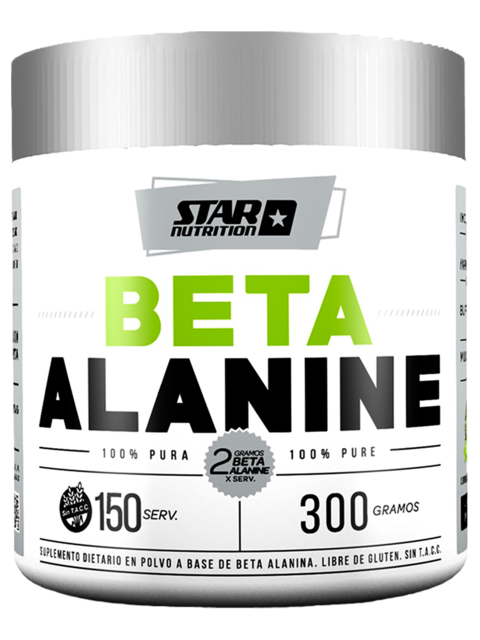 STAR
NUTRITION
BETA
ALANINE
100% PURA
2 GRAMOS
BETA
ALANINE
X SERV.
100% PURE
Sin T.A.C.C.
150 SERV.
300 GRAMOS
SUPLEMENTO DIETARIO EN POLVO A BASE DE BETA ALANINA. LIBRE DE GLUTEN. SIN T.A.C.C.